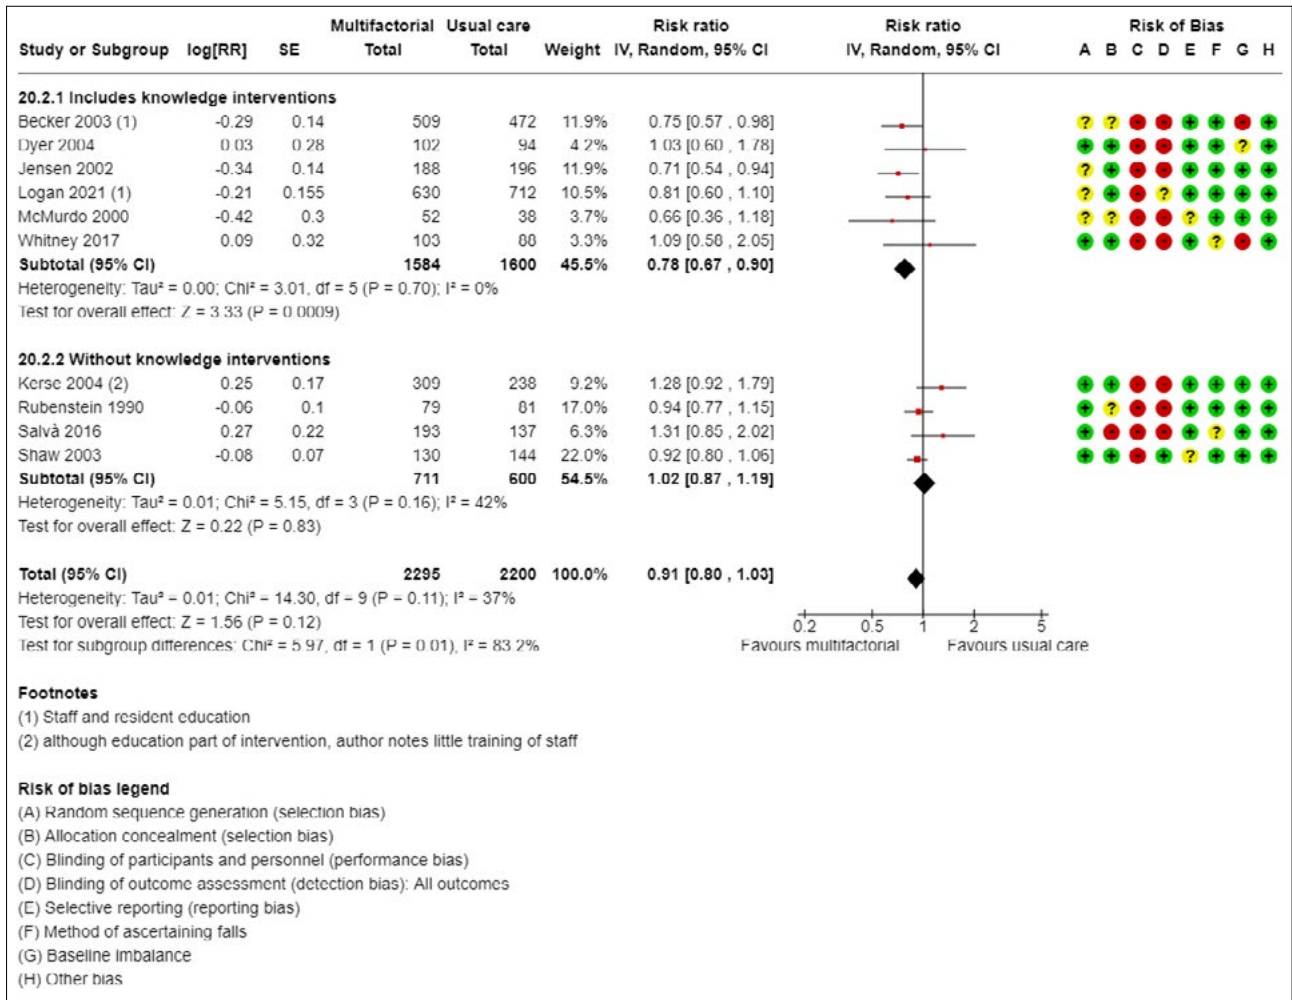 Multifactorial Usual care Risk ratio Risk ratio Risk of Bias
Study or Subgroup log[RR] SE Total Total Weight IV, Random, 95% CI IV, Random, 95% CI A B C D E F G H
20.2.1 Includes knowledge interventions
Becker 2003 (1) -0.29 0.14 509 472 11.9% 0.75 [0.57 , 0.98] ? ? - - + + - +
Dyer 2004 0.03 0.28 102 94 4.2% 1.03 [0.60 , 1.78] + + - - + + ? +
Jensen 2002 -0.34 0.14 188 196 11.9% 0.71 [0.54 , 0.94] ? + - - + + + +
Logan 2021 (1) -0.21 0.155 630 712 10.5% 0.81 [0.60 , 1.10] ? + - ? + + + +
McMurdo 2000 -0.42 0.3 52 38 3.7% 0.66 [0.36 , 1.18] ? ? - - ? + + +
Whitney 2017 0.09 0.32 103 88 3.3% 1.09 [0.58 , 2.05] + + - - + ? - +
Subtotal (95% CI) 1584 1600 45.5% 0.78 [0.67 , 0.90]
Heterogeneity: Tau² = 0.00; Chi² = 3.01, df = 5 (P = 0.70); I² = 0%
Test for overall effect: Z = 3.33 (P = 0.0009)
20.2.2 Without knowledge interventions
Kerse 2004 (2) 0.25 0.17 309 238 9.2% 1.28 [0.92 , 1.79] + + - - + + + +
Rubenstein 1990 -0.06 0.1 79 81 17.0% 0.94 [0.77 , 1.15] + ? - - + + + +
Salvà 2016 0.27 0.22 193 137 6.3% 1.31 [0.85 , 2.02] + - - - + ? + +
Shaw 2003 -0.08 0.07 130 144 22.0% 0.92 [0.80 , 1.06] + + - + ? + + +
Subtotal (95% CI) 711 600 54.5% 1.02 [0.87 , 1.19]
Heterogeneity: Tau² = 0.01; Chi² = 5.15, df = 3 (P = 0.16); I² = 42%
Test for overall effect: Z = 0.22 (P = 0.83)
Total (95% CI) 2295 2200 100.0% 0.91 [0.80 , 1.03]
Heterogeneity: Tau² = 0.01; Chi² = 14.30, df = 9 (P = 0.11); I² = 37%
Test for overall effect: Z = 1.56 (P = 0.12)
0.2 0.5 1 2 5
Test for subgroup differences: Chi² = 5.97, df = 1 (P = 0.01), I² = 83.2%
Favours multifactorial Favours usual care
Footnotes
(1) Staff and resident education
(2) although education part of intervention, author notes little training of staff
Risk of bias legend
(A) Random sequence generation (selection bias)
(B) Allocation concealment (selection bias)
(C) Blinding of participants and personnel (performance bias)
(D) Blinding of outcome assessment (detection bias): All outcomes
(E) Selective reporting (reporting bias)
(F) Method of ascertaining falls
(G) Baseline imbalance
(H) Other bias